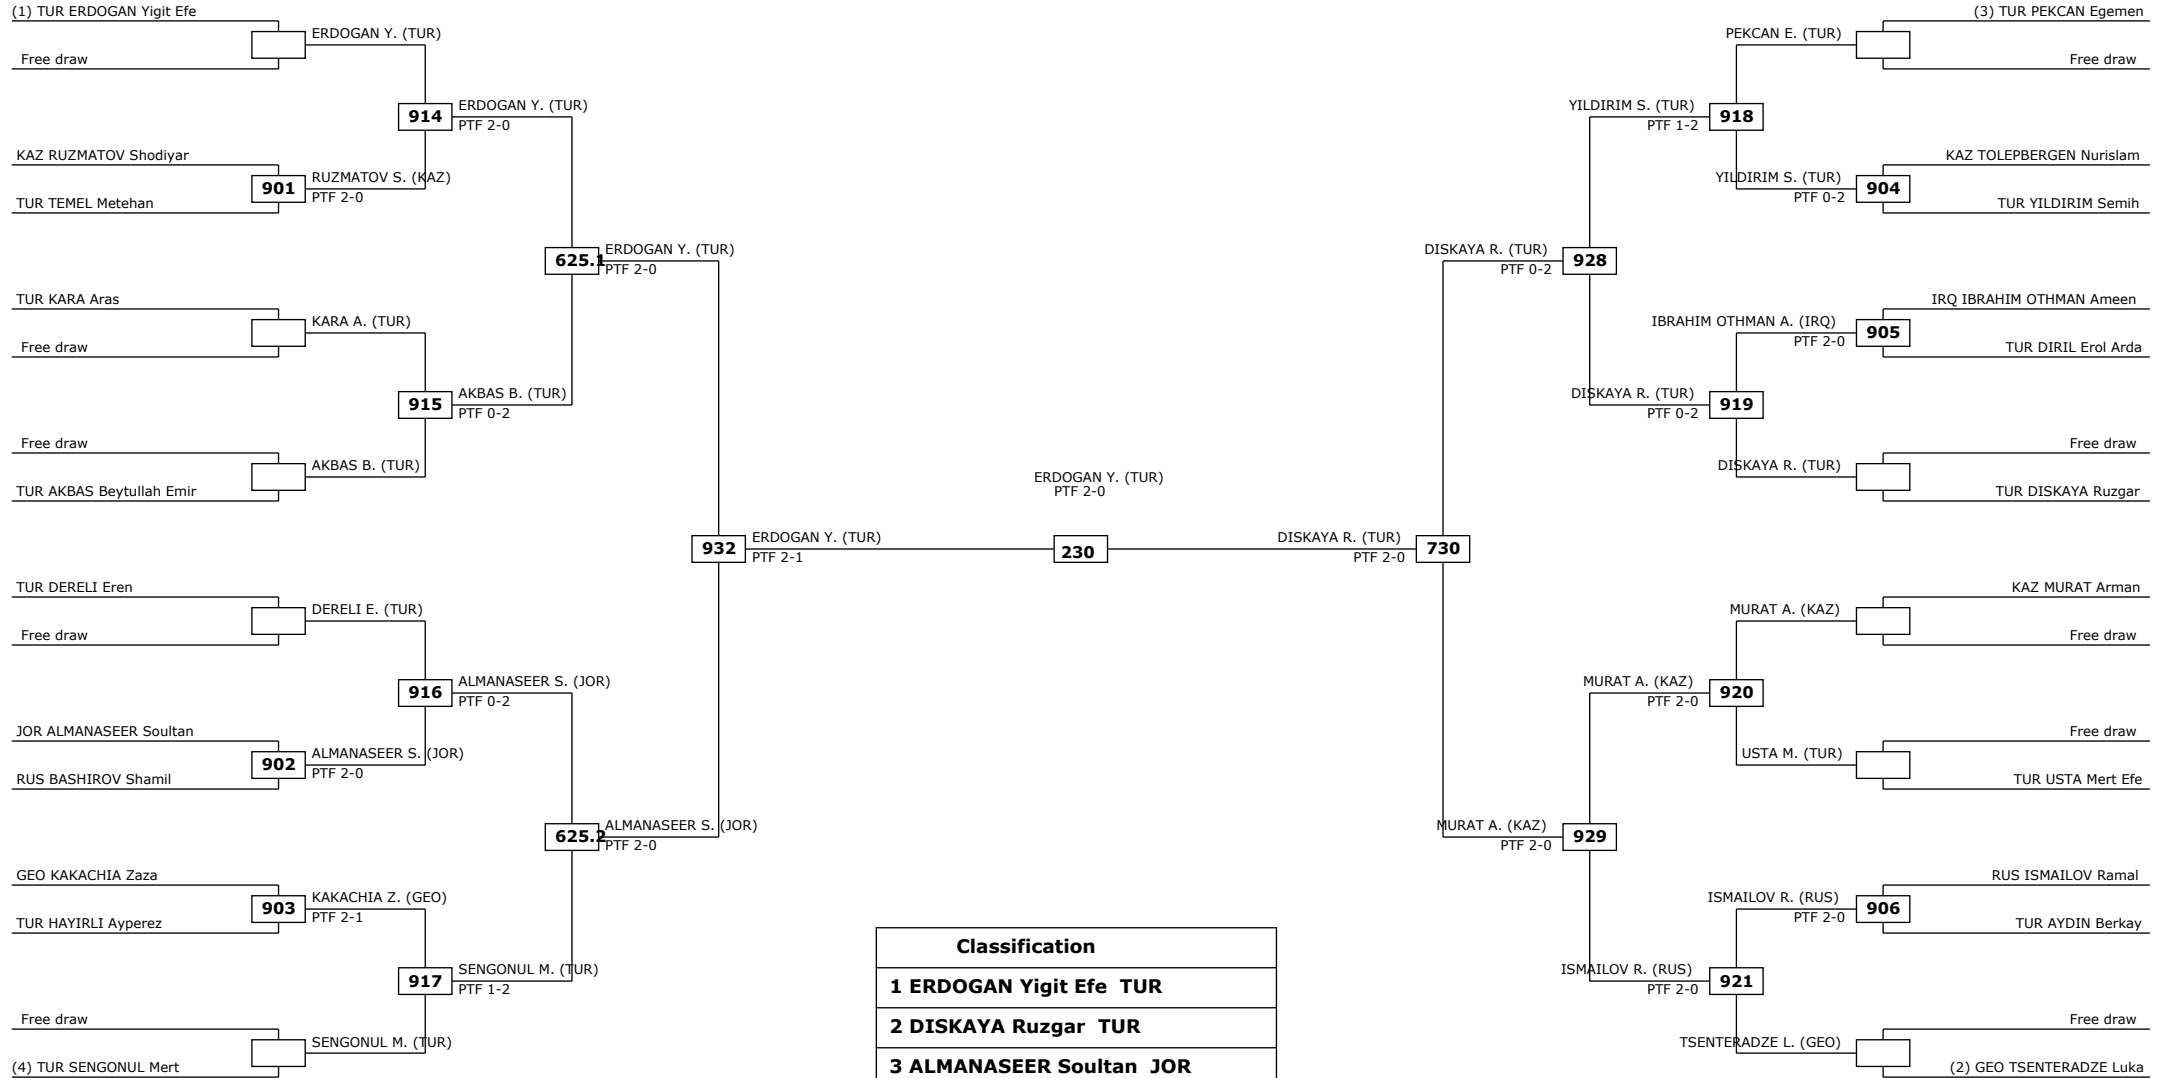 (1) TUR ERDOGAN Yigit Efe
ERDOGAN Y. (TUR)
Free draw
914
ERDOGAN Y. (TUR)
PTF 2-0
KAZ RUZMATOV Shodiyar
901
RUZMATOV S. (KAZ)
PTF 2-0
TUR TEMEL Metehan
625.1
ERDOGAN Y. (TUR)
PTF 2-0
TUR KARA Aras
KARA A. (TUR)
Free draw
915
AKBAS B. (TUR)
PTF 0-2
Free draw
AKBAS B. (TUR)
TUR AKBAS Beytullah Emir
932
ERDOGAN Y. (TUR)
PTF 2-1
TUR DERELI Eren
DERELI E. (TUR)
Free draw
916
ALMANASEER S. (JOR)
PTF 0-2
JOR ALMANASEER Soultan
902
ALMANASEER S. (JOR)
PTF 2-0
RUS BASHIROV Shamil
625.2
ALMANASEER S. (JOR)
PTF 2-0
GEO KAKACHIA Zaza
903
KAKACHIA Z. (GEO)
PTF 2-1
TUR HAYIRLI Ayperez
917
SENGONUL M. (TUR)
PTF 1-2
Free draw
SENGONUL M. (TUR)
(4) TUR SENGONUL Mert
ERDOGAN Y. (TUR)
PTF 2-0
230
(3) TUR PEKCAN Egemen
PEKCAN E. (TUR)
Free draw
YILDIRIM S. (TUR)
PTF 1-2
918
KAZ TOLEPBERGEN Nurislam
YILDIRIM S. (TUR)
PTF 0-2
904
TUR YILDIRIM Semih
DISKAYA R. (TUR)
PTF 0-2
928
IRQ IBRAHIM OTHMAN Ameen
IBRAHIM OTHMAN A. (IRQ)
PTF 2-0
905
TUR DIRIL Erol Arda
DISKAYA R. (TUR)
PTF 0-2
919
Free draw
DISKAYA R. (TUR)
TUR DISKAYA Ruzgar
DISKAYA R. (TUR)
PTF 2-0
730
KAZ MURAT Arman
MURAT A. (KAZ)
Free draw
MURAT A. (KAZ)
PTF 2-0
920
Free draw
USTA M. (TUR)
TUR USTA Mert Efe
MURAT A. (KAZ)
PTF 2-0
929
RUS ISMAILOV Ramal
ISMAILOV R. (RUS)
PTF 2-0
906
TUR AYDIN Berkay
ISMAILOV R. (RUS)
PTF 2-0
921
Free draw
TSENTERADZE L. (GEO)
(2) GEO TSENTERADZE Luka
Classification
1 ERDOGAN Yigit Efe TUR
2 DISKAYA Ruzgar TUR
3 ALMANASEER Soultan JOR